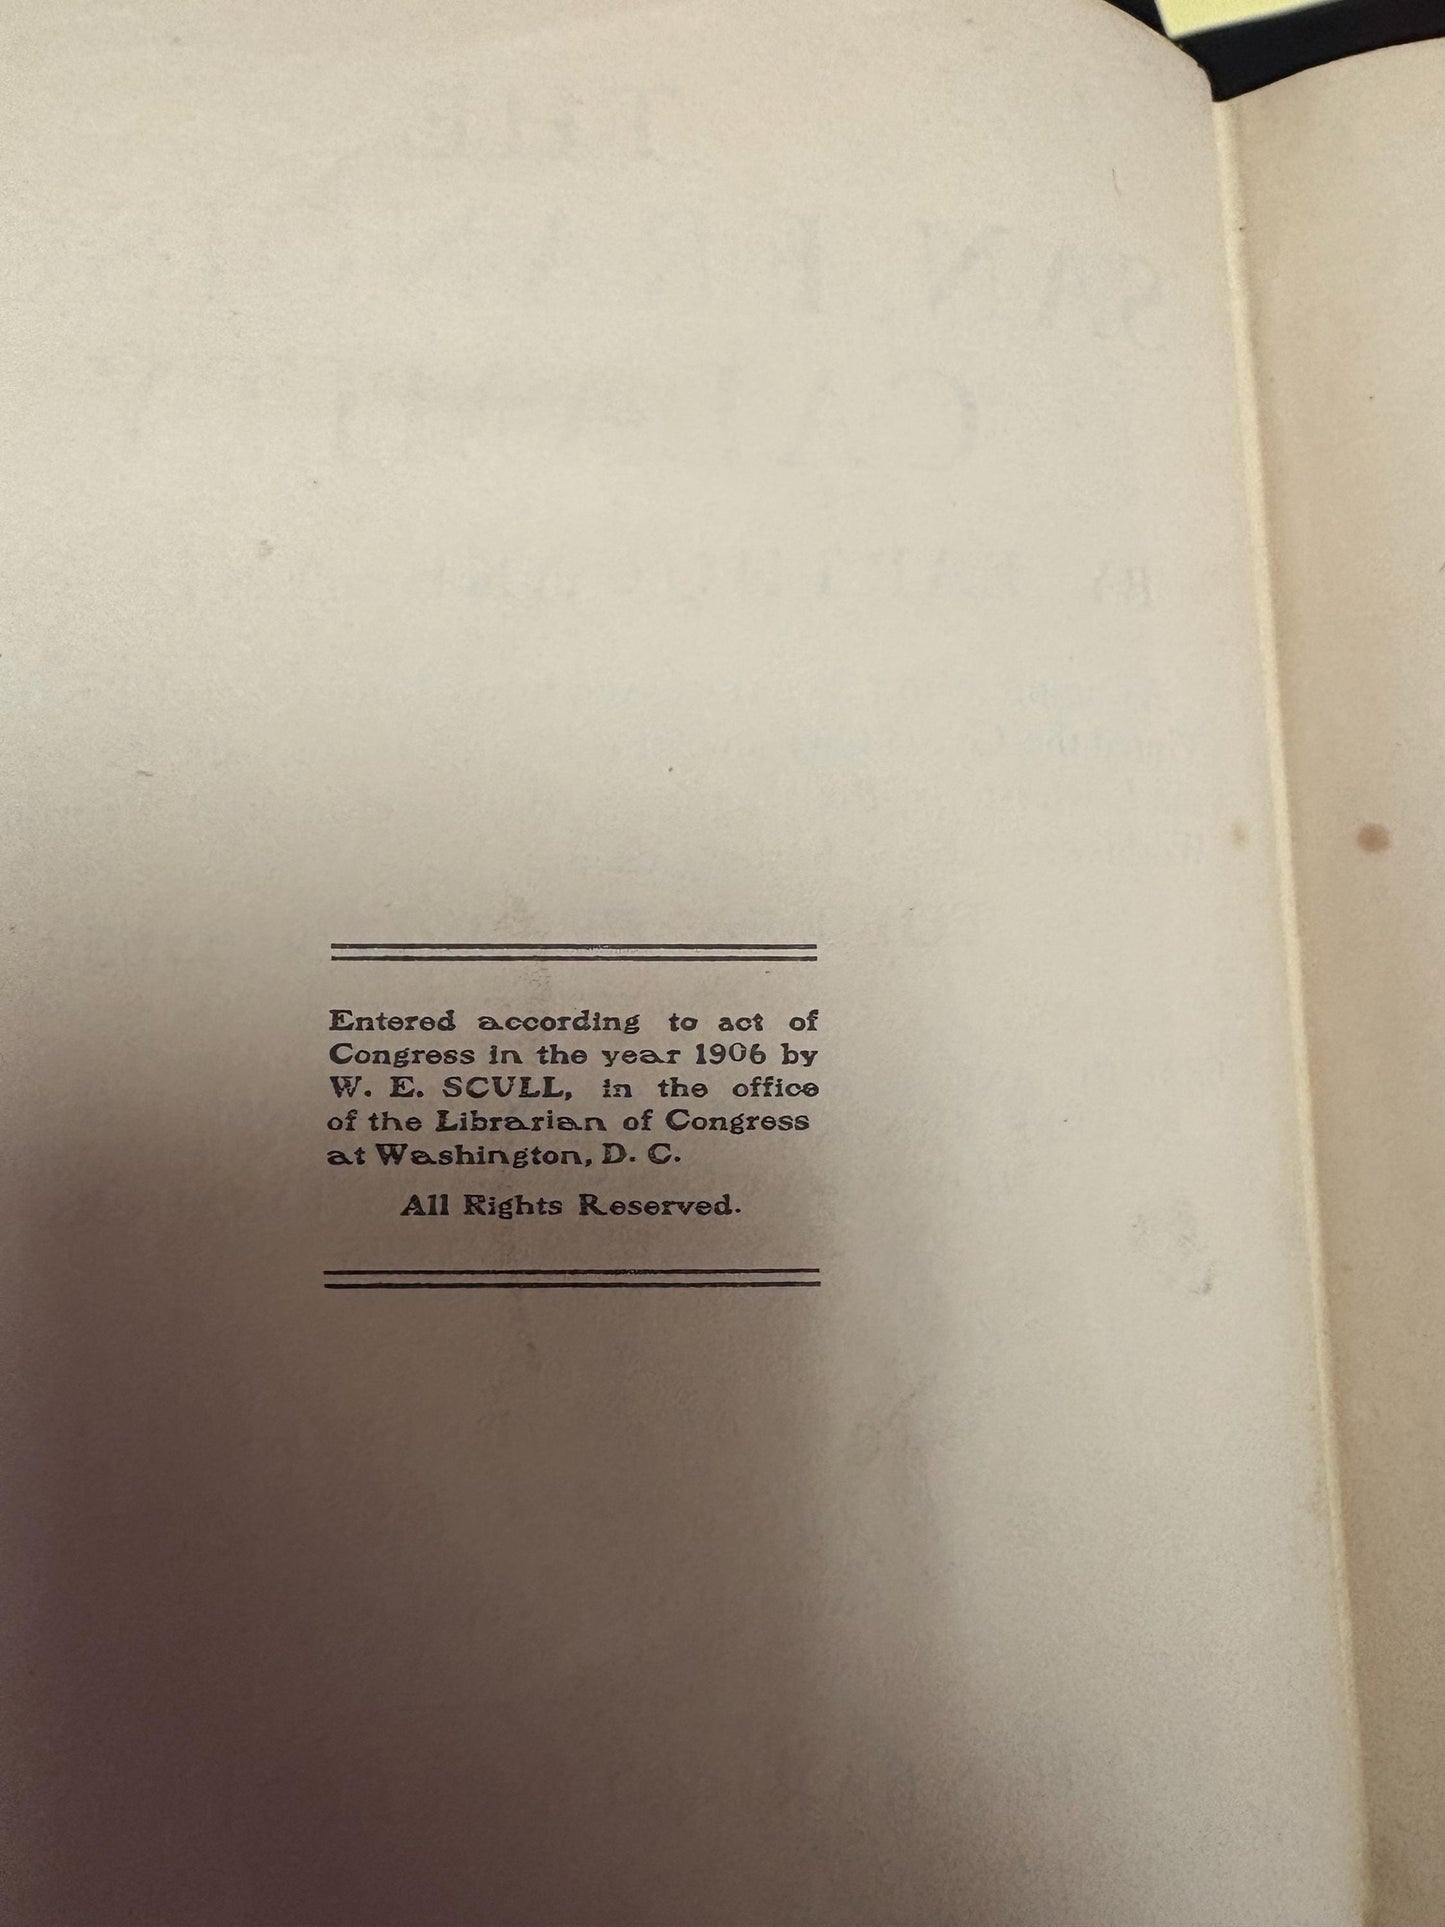 Entered according to act of
Congress in the year 1906 by
W. E. SCULL, in the office
of the Librarian of Congress
at Washington, D. C.
All Rights Reserved.